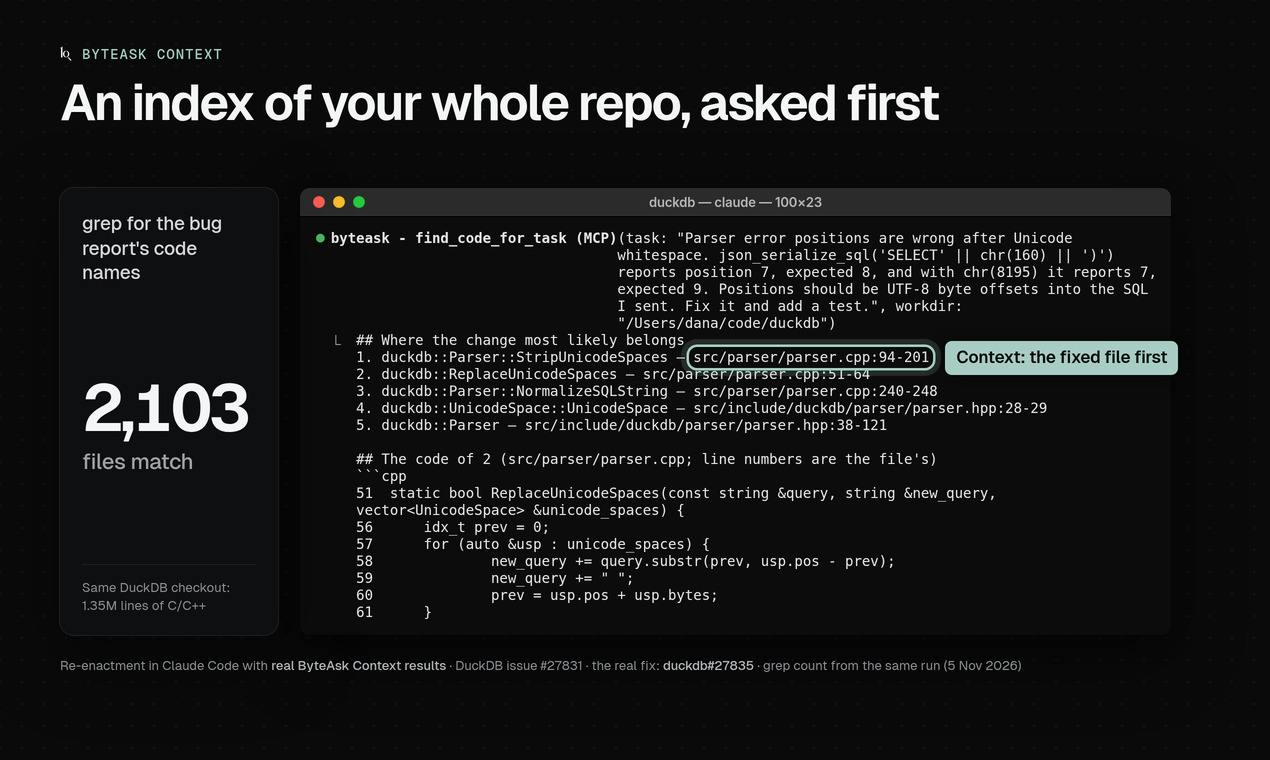 BYTEASK CONTEXT
An index of your whole repo, asked first
grep for the bug
report's code
names
2,103
files match
Same DuckDB checkout:
1.35M lines of C/C++
duckdb — claude — 100×23
byteask - find_code_for_task (MCP)(task: "Parser error positions are wrong after Unicode
whitespace. json_serialize_sql('SELECT' || chr(160) || ')')
reports position 7, expected 8, and with chr(8195) it reports 7,
expected 9. Positions should be UTF-8 byte offsets into the SQL
I sent. Fix it and add a test.", workdir:
"/Users/dana/code/duckdb")
## Where the change most likely belongs
1. duckdb::Parser::StripUnicodeSpaces — src/parser/parser.cpp:94-201
Context: the fixed file first
2. duckdb::ReplaceUnicodeSpaces — src/parser/parser.cpp:51-64
3. duckdb::Parser::NormalizeSQLString — src/parser/parser.cpp:240-248
4. duckdb::UnicodeSpace::UnicodeSpace — src/include/duckdb/parser/parser.hpp:28-29
5. duckdb::Parser — src/include/duckdb/parser/parser.hpp:38-121
## The code of 2 (src/parser/parser.cpp; line numbers are the file's)
```cpp
51  static bool ReplaceUnicodeSpaces(const string &query, string &new_query,
vector<UnicodeSpace> &unicode_spaces) {
56      idx_t prev = 0;
57      for (auto &usp : unicode_spaces) {
58              new_query += query.substr(prev, usp.pos - prev);
59              new_query += " ";
60              prev = usp.pos + usp.bytes;
61      }
Re-enactment in Claude Code with real ByteAsk Context results · DuckDB issue #27831 · the real fix: duckdb#27835 · grep count from the same run (5 Nov 2026)